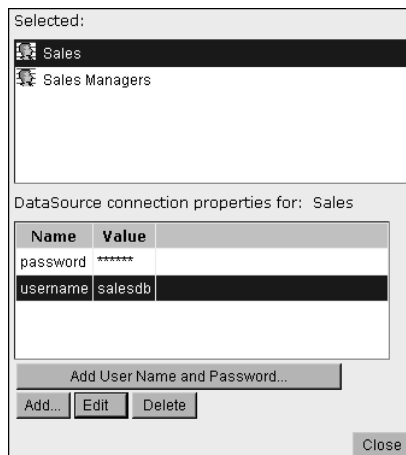 Selected:
Sales
Sales Managers
DataSource connection properties for: Sales
Name Value
password ******
username salesdb
Add User Name and Password...
Add... Edit Delete
Close